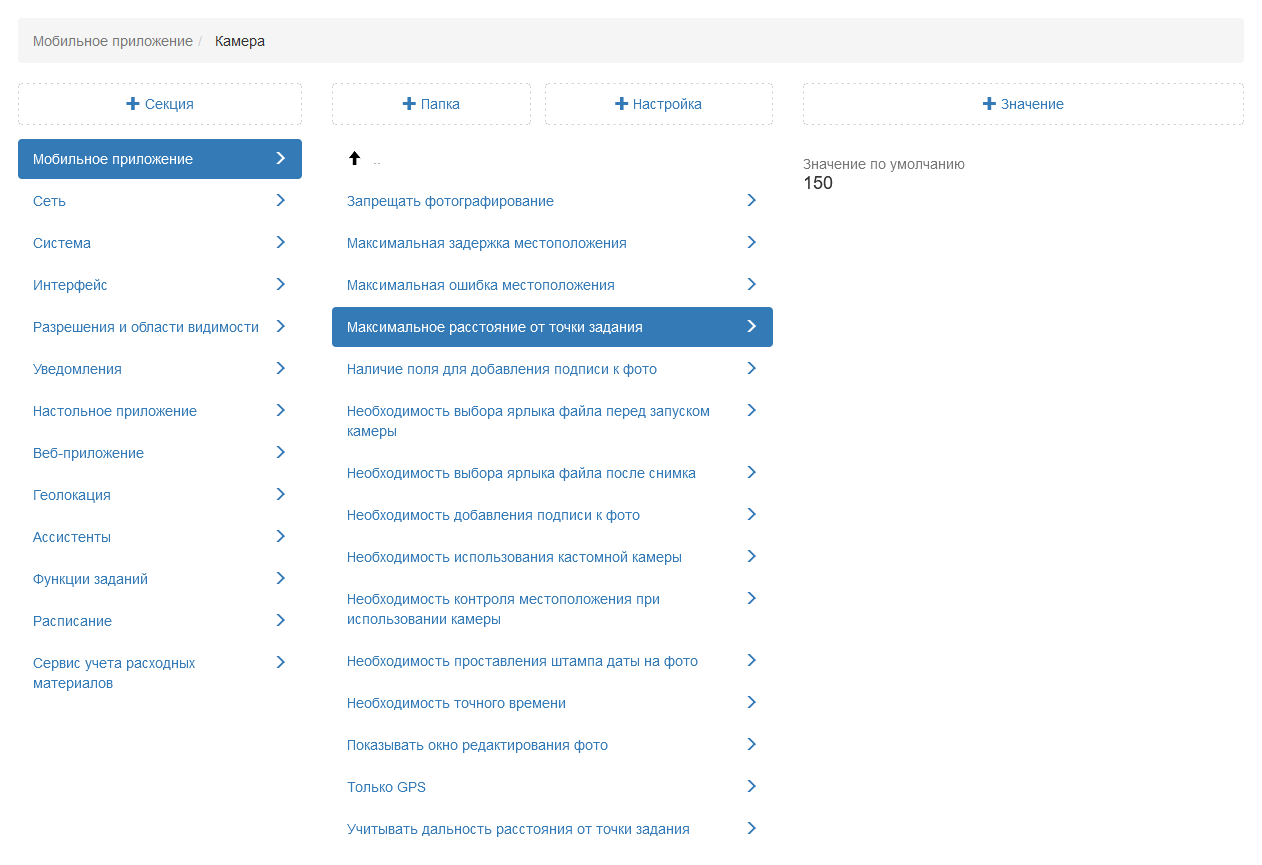 Мобильное приложение / Камера
Секция
Папка
Настройка
Значение
Мобильное приложение
Сеть
Система
Интерфейс
Разрешения и области видимости
Уведомления
Настольное приложение
Веб-приложение
Геолокация
Ассистенты
Функции заданий
Расписание
Сервис учета расходных
материалов
..
Запрещать фотографирование
Максимальная задержка местоположения
Максимальная ошибка местоположения
Максимальное расстояние от точки задания
Наличие поля для добавления подписи к фото
Необходимость выбора ярлыка файла перед запуском
камеры
Необходимость выбора ярлыка файла после снимка
Необходимость добавления подписи к фото
Необходимость использования кастомной камеры
Необходимость контроля местоположения при
использовании камеры
Необходимость проставления штампа даты на фото
Необходимость точного времени
Показывать окно редактирования фото
Только GPS
Учитывать дальность расстояния от точки задания
Значение по умолчанию
150